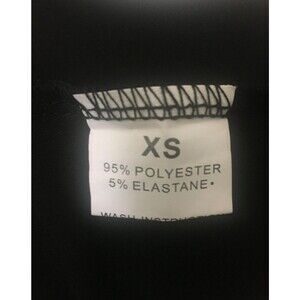 XS
95% POLYESTER
5% ELASTANE•
WASH